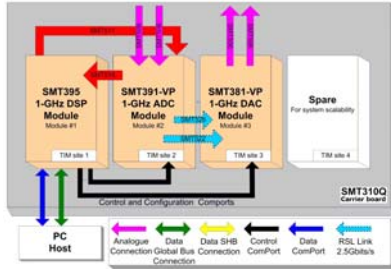 SMT395
1-GHz DSP
Module
Module #1
TIM site 1
SMT391-VP
1-GHz ADC
Module
Module #2
TIM site 2
SMT381-VP
1-GHz DAC
Module
Module #3
TIM site 3
Spare
For system scalability
TIM site 4
Control and Configuration Comports
SMT310Q
Carrier board
PC
Host
Analogue
Connection
Data
Global Bus
Connection
Data SHB
Connection
Control
ComPort
Data
ComPort
RSL Link
2.5Gbits/s